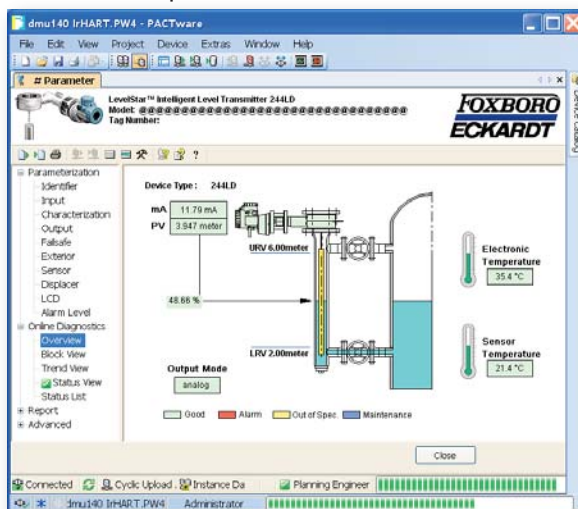 dmu140 IrHART.PW4 - PACTware
File Edit View Project Device Extras Window Help
# Parameter
LevelStar™ Intelligent Level Transmitter 244LD
Model: @@@@@@@@@@@@@@@@@@@@@@@@@@@@@@@@@@@@
Tag Number:
FOXBORO
ECKARDT
Device Catalog
Parameterization
Identifier
Input
Characterization
Output
Failsafe
Exterior
Sensor
Displacer
LCD
Alarm Level
Online Diagnostics
Overview
Block View
Trend View
Status View
Status List
Report
Advanced
Device Type : 244LD
mA 11.79 mA
PV 3.947 meter
URV 6.00meter
48.66 %
LRV 2.00meter
Output Mode
analog
Electronic
Temperature
35.4 °C
Sensor
Temperature
21.4 °C
Good Alarm Out of Spec. Maintenance
Close
Connected Cyclic Upload. Instance Da Planning Engineer
dmu140 IrHART.PW4 Administrator